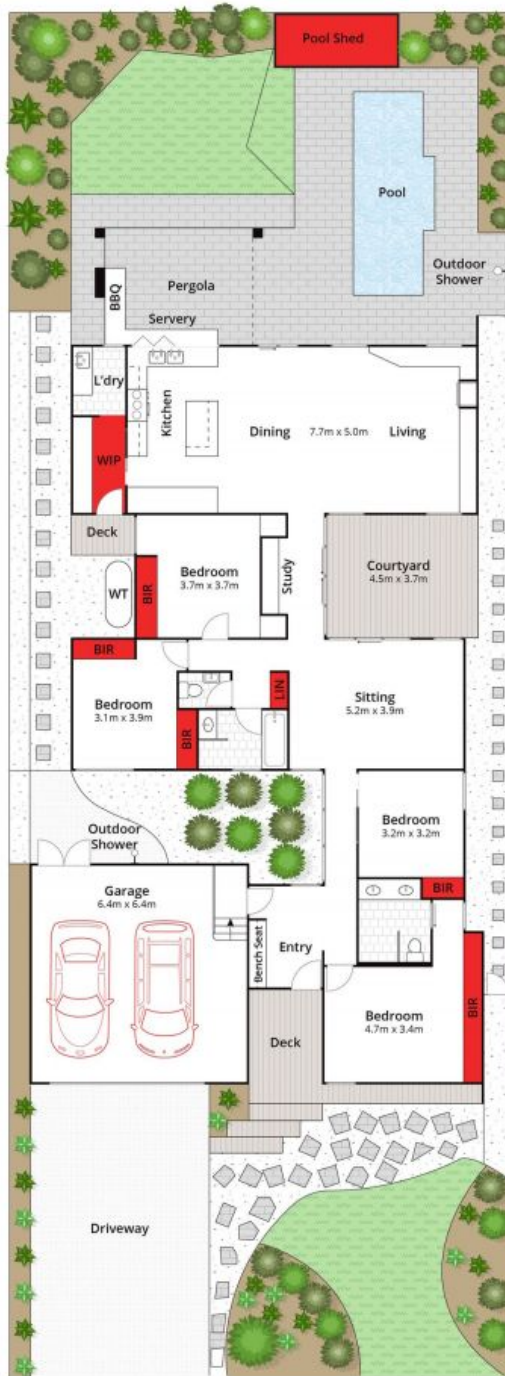 Pool Shed
Pool
Outdoor
Shower
Pergola
BBQ
Servery
L'dry
Kitchen
Dining
7.7m x 5.0m
Living
WIP
Deck
Bedroom
3.7m x 3.7m
Study
Courtyard
4.5m x 3.7m
WT
BIR
BIR
Bedroom
3.1m x 3.9m
LIN
Sitting
5.2m x 3.9m
BIR
Outdoor
Shower
Bedroom
3.2m x 3.2m
BIR
Garage
6.4m x 6.4m
Bench Seat
Entry
BIR
Bedroom
4.7m x 3.4m
Deck
Driveway